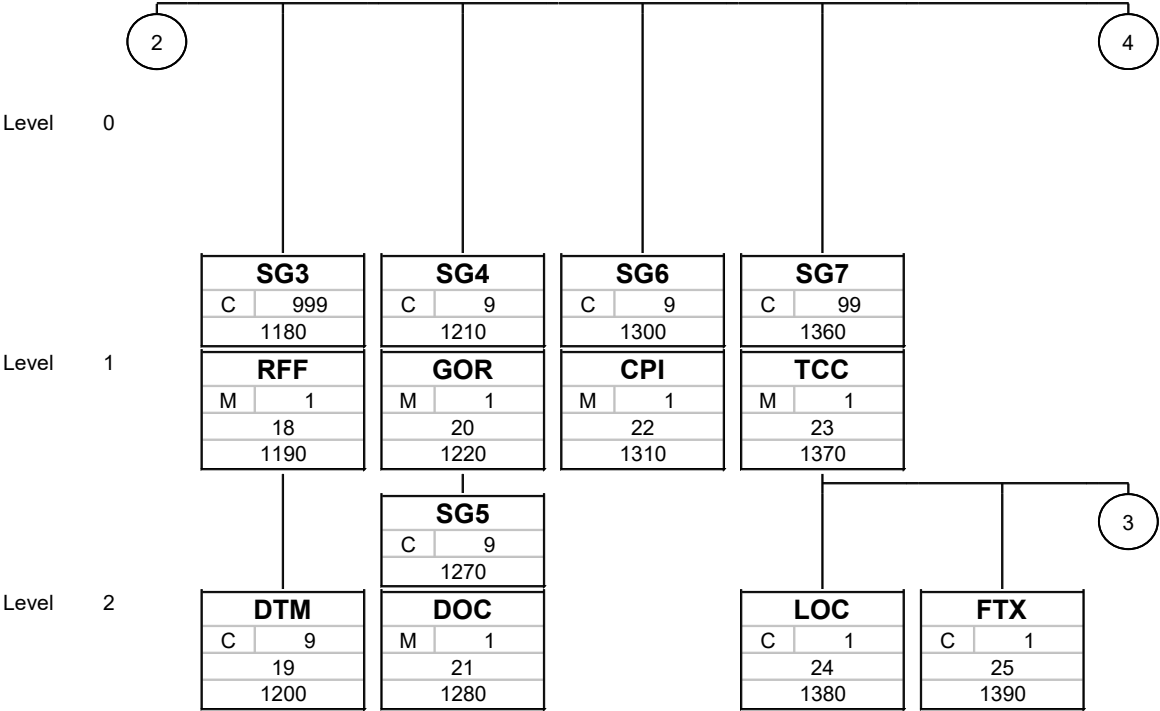 2 4
Level 0
SG3 SG4 SG6 SG7
C 999 C 9 C 9 C 99
1180 1210 1300 1360
Level 1
RFF GOR CPI TCC
M 1 M 1 M 1 M 1
18 20 22 23
1190 1220 1310 1370
SG5
3
C 9
1270
Level 2
DTM DOC LOC FTX
C 9 M 1 C 1 C 1
19 21 24 25
1200 1280 1380 1390